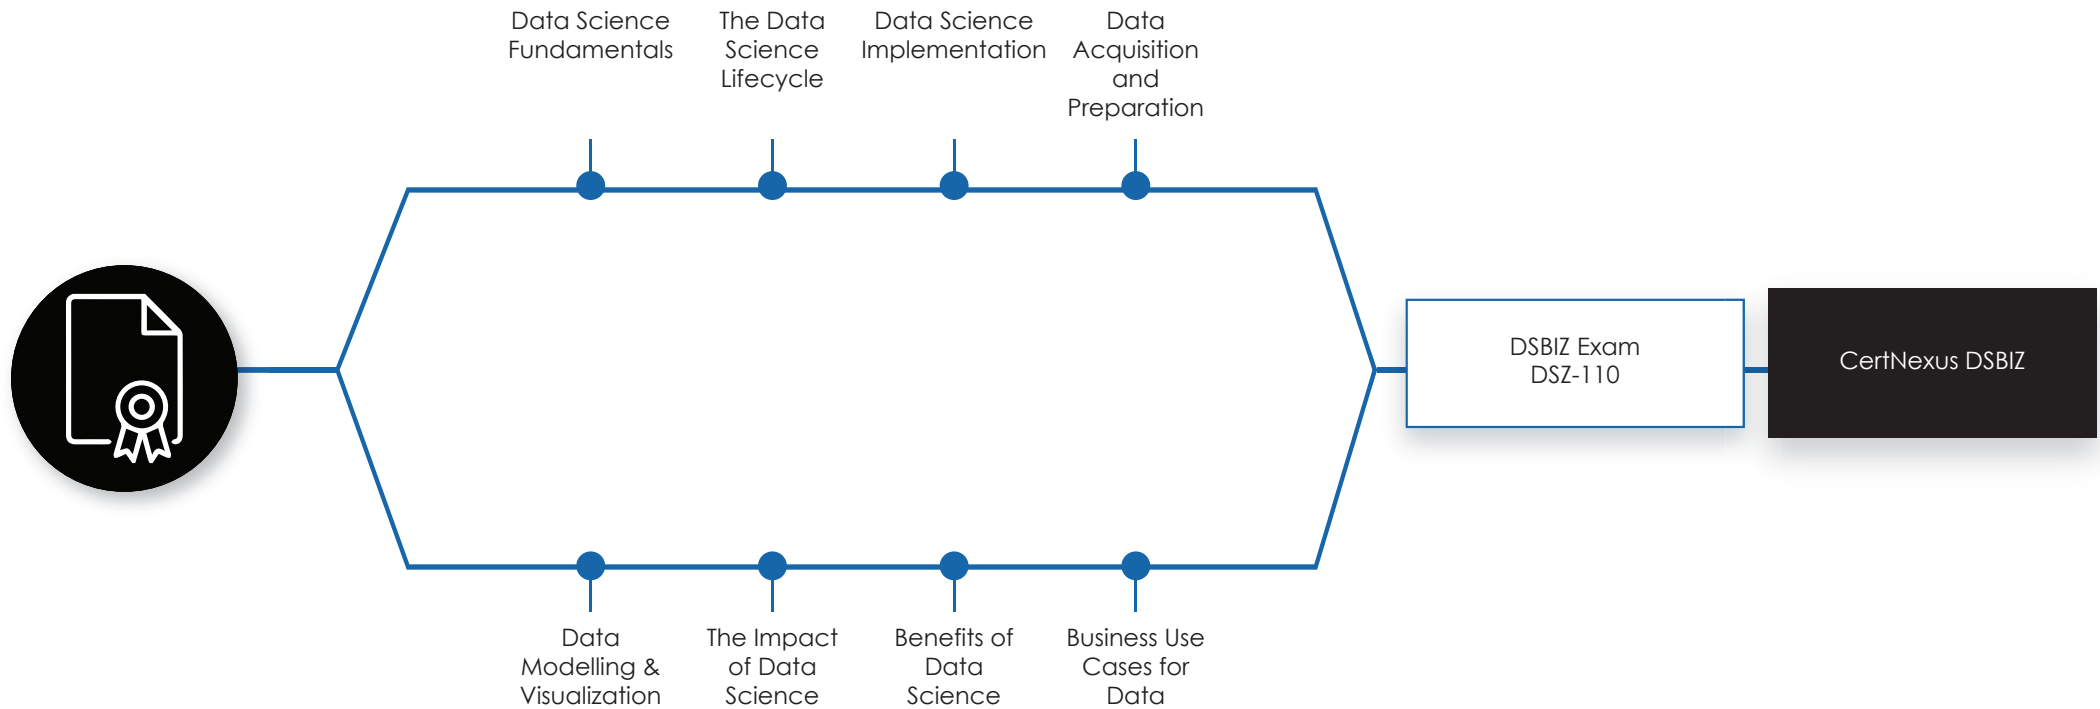 Data Science
Fundamentals
The Data
Science
Lifecycle
Data Science
Implementation
Data
Acquisition
and
Preparation
DSBIZ Exam
DSZ-110
CertNexus DSBIZ
Data
Modelling &
Visualization
The Impact
of Data
Science
Benefits of
Data
Science
Business Use
Cases for
Data